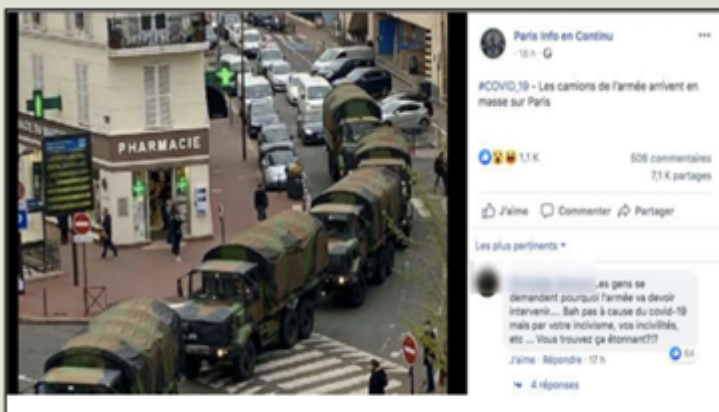 PHARMACIE
Paris Info en Continu
18 h
#COVID_19 - Les camions de l'armée arrivent en
masse sur Paris
1,1 K
506 commentaires
7,1 K partages
J'aime Commenter Partager
Les plus pertinents
Les gens se
demandent pourquoi l'armée va devoir
intervenir.... Bah pas à cause du covid-19
mais par votre incivisme, vos incivilités,
etc ... Vous trouvez ça étonnant?!?
J'aime · Répondre · 17 h
64
4 réponses